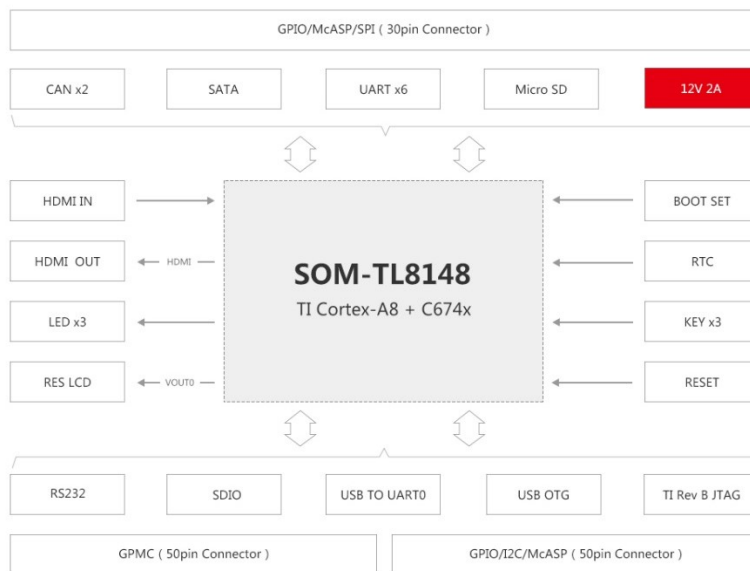 GPIO/McASP/SPI ( 30pin Connector )
CAN x2
SATA
UART x6
Micro SD
12V 2A
HDMI IN
BOOT SET
SOM-TL8148
TI Cortex-A8 + C674x
HDMI OUT
HDMI
RTC
LED x3
KEY x3
RES LCD
VOUT0
RESET
RS232
SDIO
USB TO UART0
USB OTG
TI Rev B JTAG
GPMC ( 50pin Connector )
GPIO/I2C/McASP ( 50pin Connector )